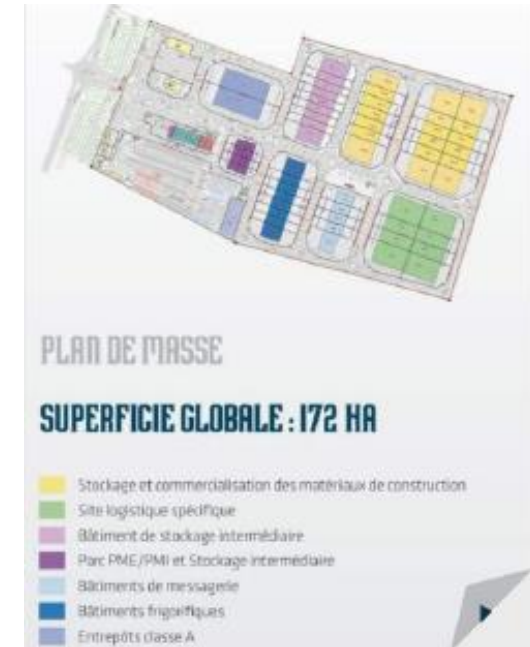 PLAN DE MASSE
SUPERFICIE GLOBALE : 172 HA
Stockage et commercialisation des matériaux de construction
Site logistique spécifique
Bâtiment de stockage intermédiaire
Parc PME/PMI et Stockage intermédiaire
Bâtiments de messagerie
Bâtiments frigorifiques
Entrepôts classe A